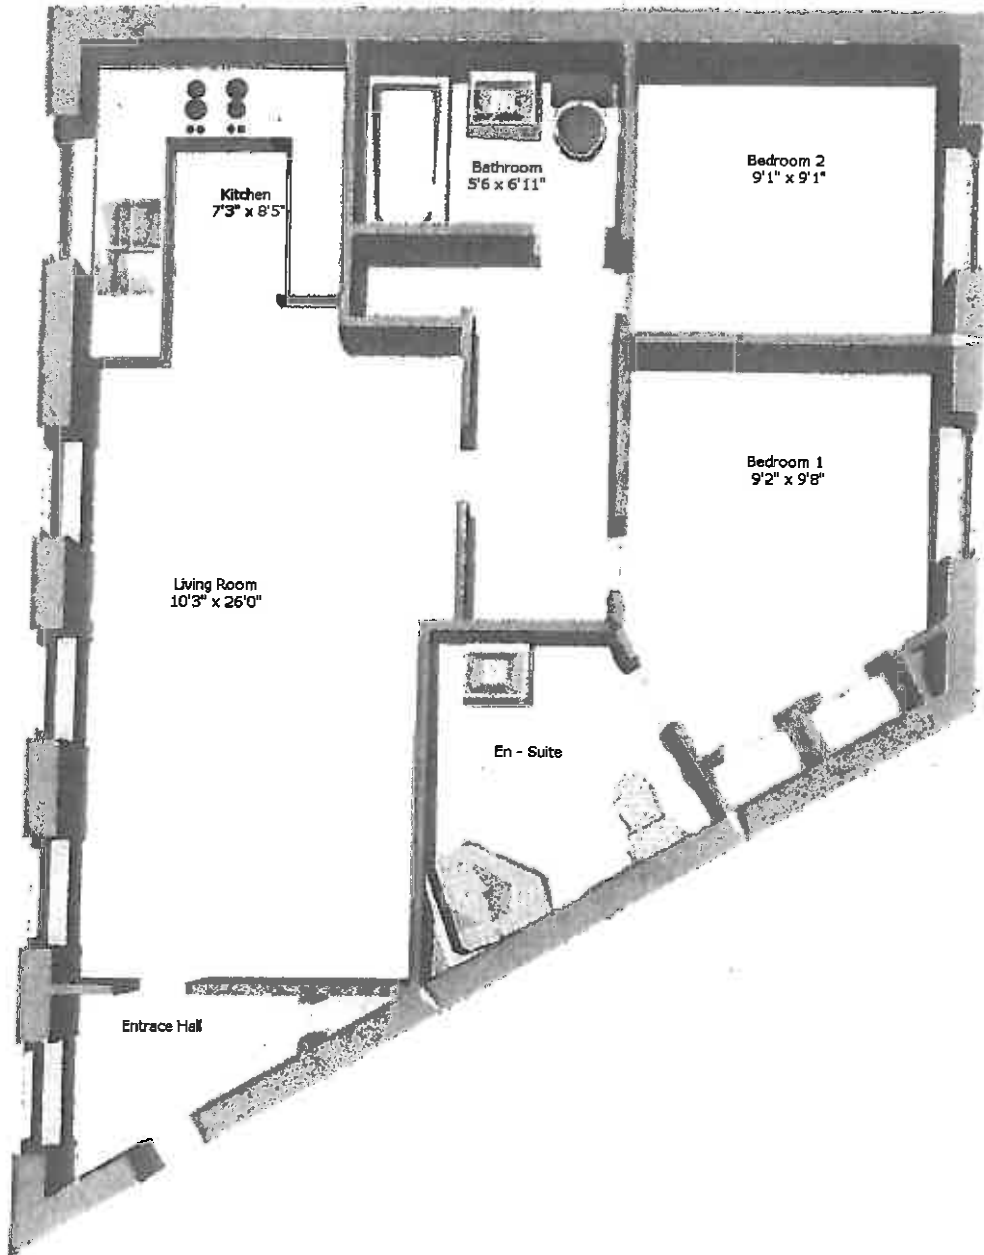 Bathroom
5'6 x 6'11"
Bedroom 2
9'1" x 9'1"
Kitchen
7'3" x 8'5"
Bedroom 1
9'2" x 9'8"
Living Room
10'3" x 26'0"
En - Suite
Entrace Hall